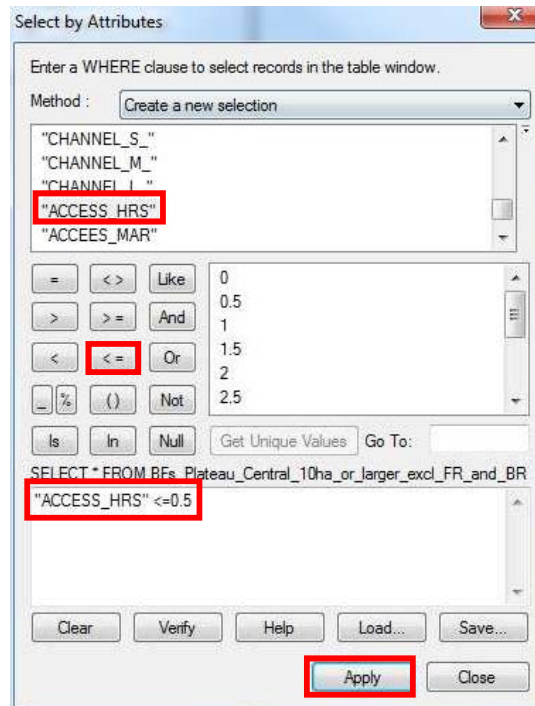 Select by Attributes
Enter a WHERE clause to select records in the table window.
Method : Create a new selection
"CHANNEL_S_"
"CHANNEL_M_"
"CHANNEL_L_"
"ACCESS_HRS"
"ACCEES_MAR"
= < > Like
> > = And
< < = Or
_ % () Not
Is In Null
0
0.5
1
1.5
2
2.5
Get Unique Values Go To:
SELECT * FROM BFs_Plateau_Central_10ha_or_larger_excl_FR_and_BR
"ACCESS_HRS" <=0.5
Clear Verify Help Load... Save...
Apply Close